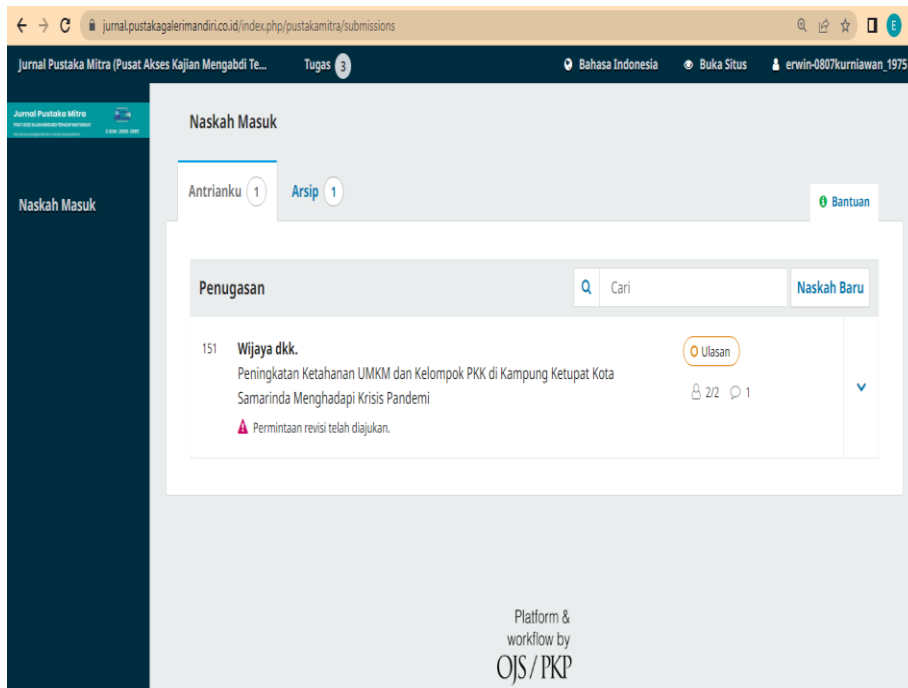 jurnal.pustakagalerimandiri.co.id/index.php/pustakamitra/submissions
E
Jurnal Pustaka Mitra (Pusat Akses Kajian Mengabdi Te...
Tugas 3
Bahasa Indonesia
Buka Situs
erwin-0807kurniawan_1975
Jurnal Pustaka Mitra
Naskah Masuk
Naskah Masuk
Antrianku 1
Arsip 1
Bantuan
Penugasan
Cari
Naskah Baru
151
Wijaya dkk.
Peningkatan Ketahanan UMKM dan Kelompok PKK di Kampung Ketupat Kota
Samarinda Menghadapi Krisis Pandemi
Permintaan revisi telah diajukan.
Ulasan
2/2 1
Platform &
workflow by
OJS / PKP